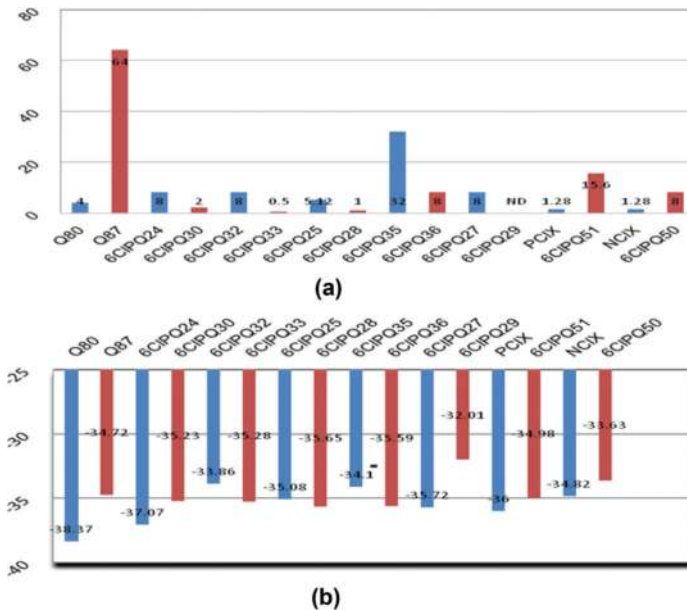 80
60
40
20
0
4
64
8
2
8
0.5
5.12
1
32
8
8
ND
1.28
15.6
1.28
8
Q80
Q87
6ClPQ24
6ClPQ30
6ClPQ32
6ClPQ33
6ClPQ25
6ClPQ28
6ClPQ35
6ClPQ36
6ClPQ27
6ClPQ29
PCIX
6ClPQ51
NCIX
6ClPQ50
(a)
Q80
Q87
6ClPQ24
6ClPQ30
6ClPQ32
6ClPQ33
6ClPQ25
6ClPQ28
6ClPQ35
6ClPQ36
6ClPQ27
6ClPQ29
PCIX
6ClPQ51
NCIX
6ClPQ50
-25
-30
-35
-40
-38.37
-34.72
-37.07
-35.23
-33.86
-35.28
-35.08
-35.65
-34.1
-35.59
-35.72
-32.01
-36
-34.98
-34.82
-33.63
(b)